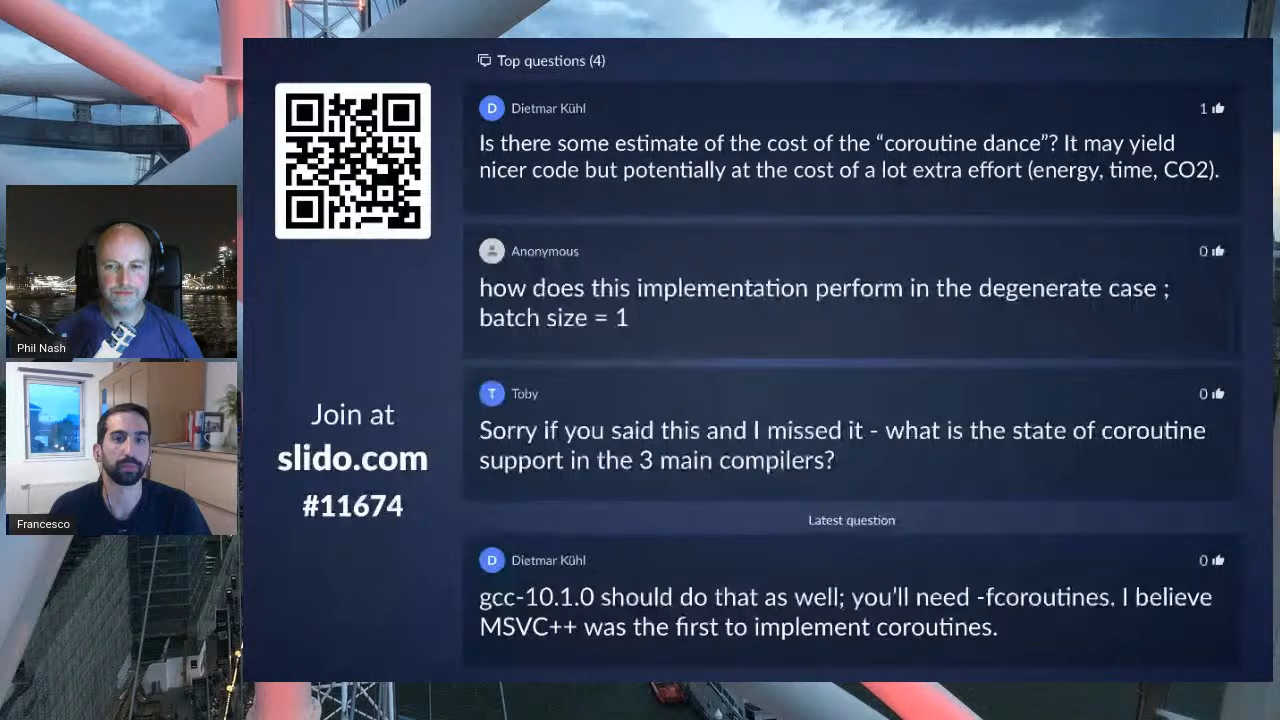 Top questions (4)
D Dietmar Kühl 1
Is there some estimate of the cost of the “coroutine dance”? It may yield
nicer code but potentially at the cost of a lot extra effort (energy, time, CO2).
Anonymous 0
how does this implementation perform in the degenerate case ;
batch size = 1
T Toby 0
Sorry if you said this and I missed it - what is the state of coroutine
support in the 3 main compilers?
Latest question
D Dietmar Kühl 0
gcc-10.1.0 should do that as well; you’ll need -fcoroutines. I believe
MSVC++ was the first to implement coroutines.
Join at
slido.com
#11674
Phil Nash
Francesco